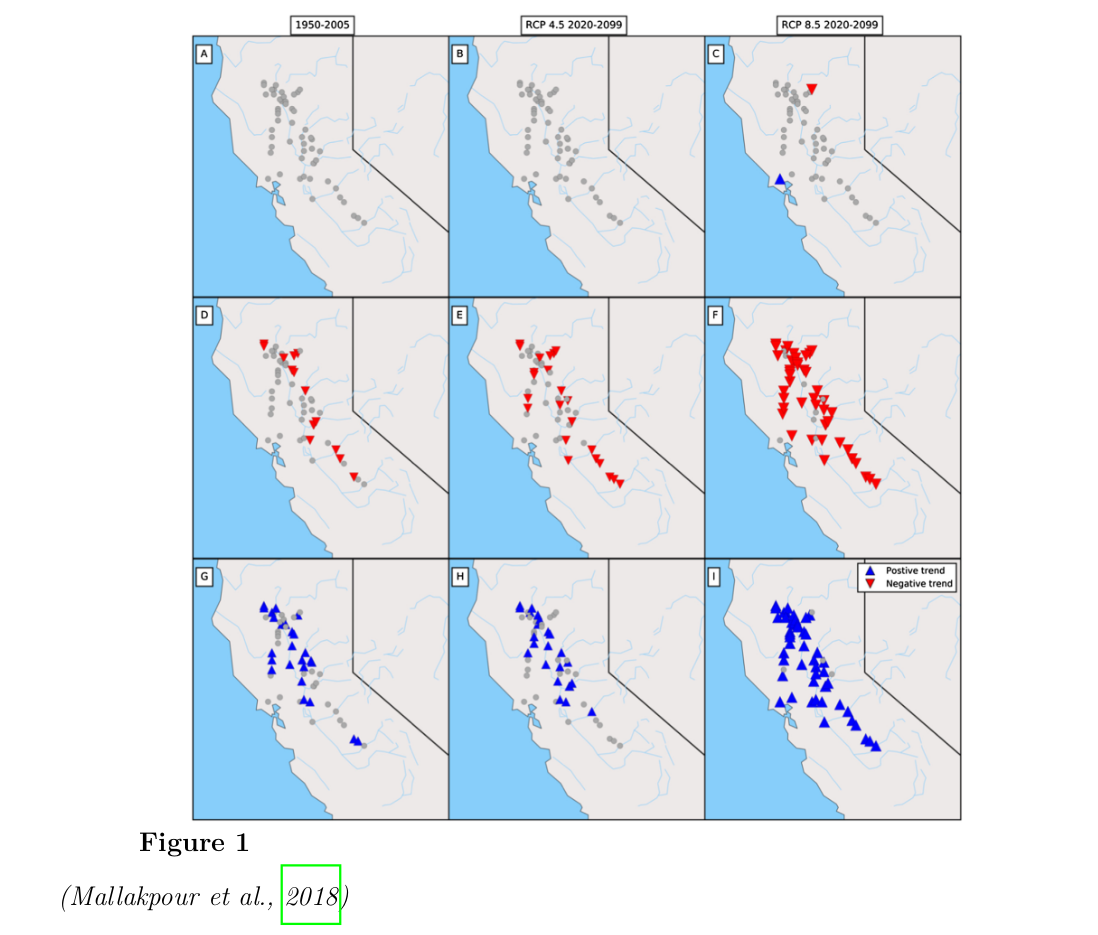 1950-2005
RCP 4.5 2020-2099
RCP 8.5 2020-2099
A
B
C
D
E
F
G
H
I
Postive trend
Negative trend
Figure 1
(Mallakpour et al., 2018)